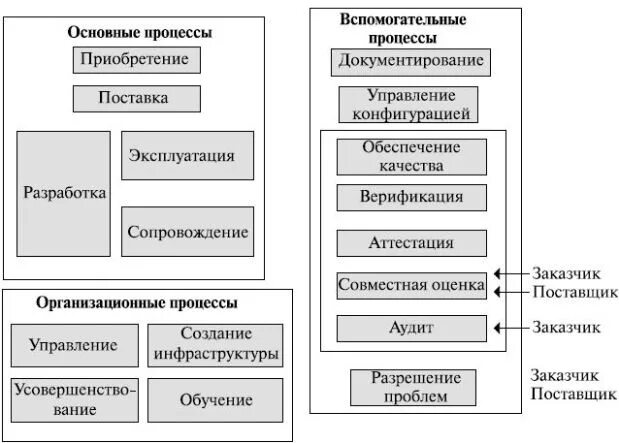 Основные процессы
Приобретение
Поставка
Разработка
Эксплуатация
Сопровождение
Организационные процессы
Управление
Создание
инфраструктуры
Усовершенство-
вание
Обучение
Вспомогательные
процессы
Документирование
Управление
конфигурацией
Обеспечение
качества
Верификация
Аттестация
Совместная оценка
Заказчик
Поставщик
Аудит
Заказчик
Разрешение
проблем
Заказчик
Поставщик